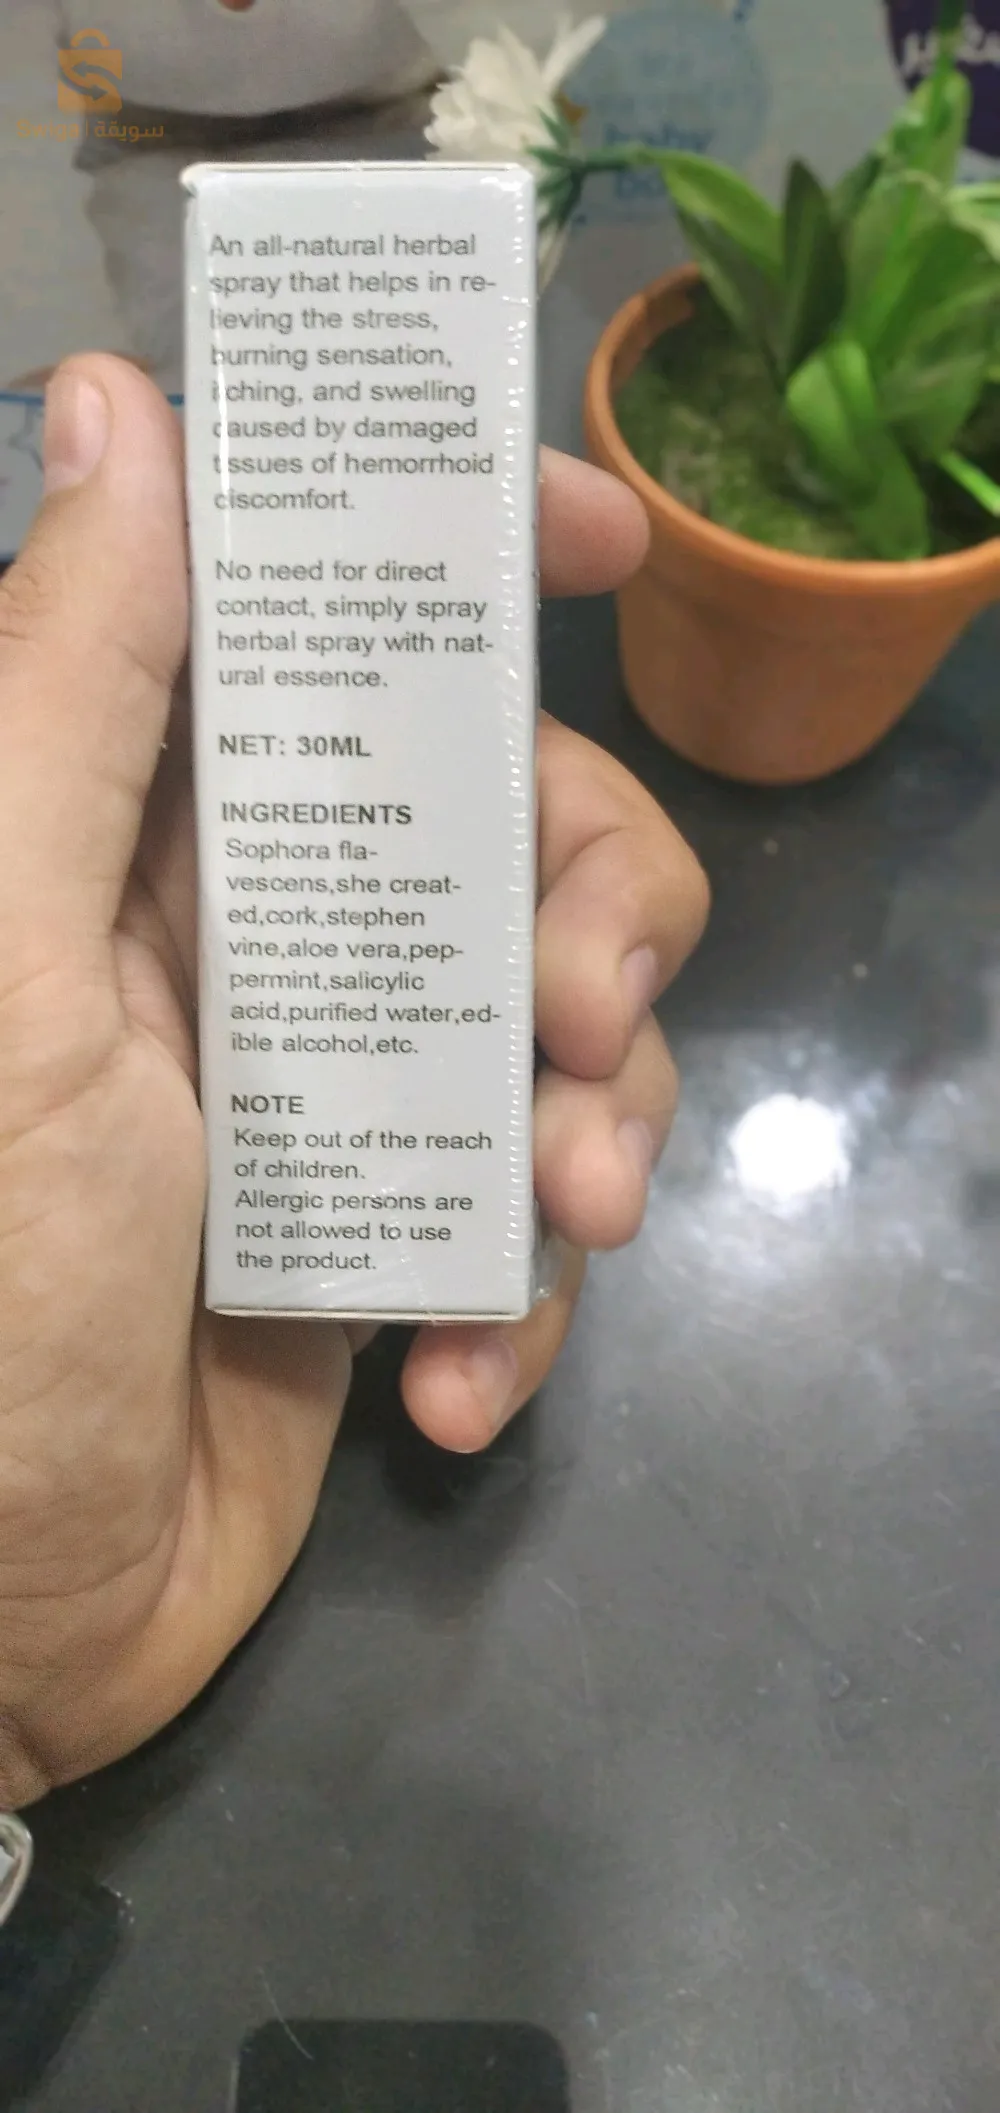 سويقة
baby
An all-natural herbal
spray that helps in re-
lieving the stress,
burning sensation,
itching, and swelling
caused by damaged
tissues of hemorrhoid
discomfort.
No need for direct
contact, simply spray
herbal spray with nat-
ural essence.
NET: 30ML
INGREDIENTS
Sophora fla-
vescens,she creat-
ed,cork,stephen
vine,aloe vera,pep-
permint,salicylic
acid,purified water,ed-
ible alcohol,etc.
NOTE
Keep out of the reach
of children.
Allergic persons are
not allowed to use
the product.